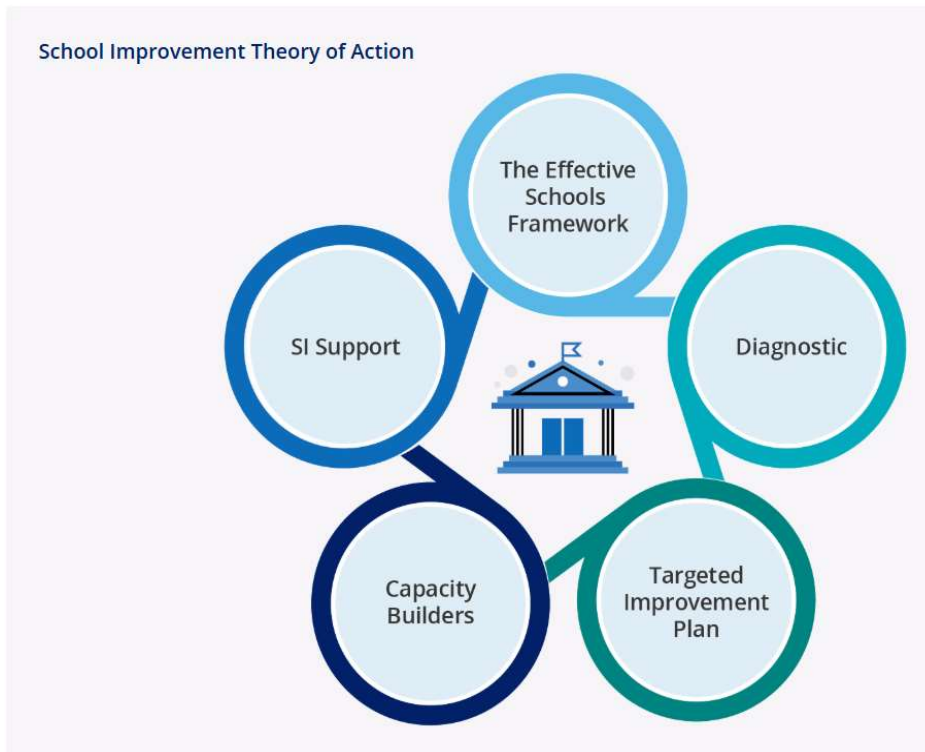 School Improvement Theory of Action
The Effective
Schools
Framework
Diagnostic
Targeted
Improvement
Plan
Capacity
Builders
SI Support